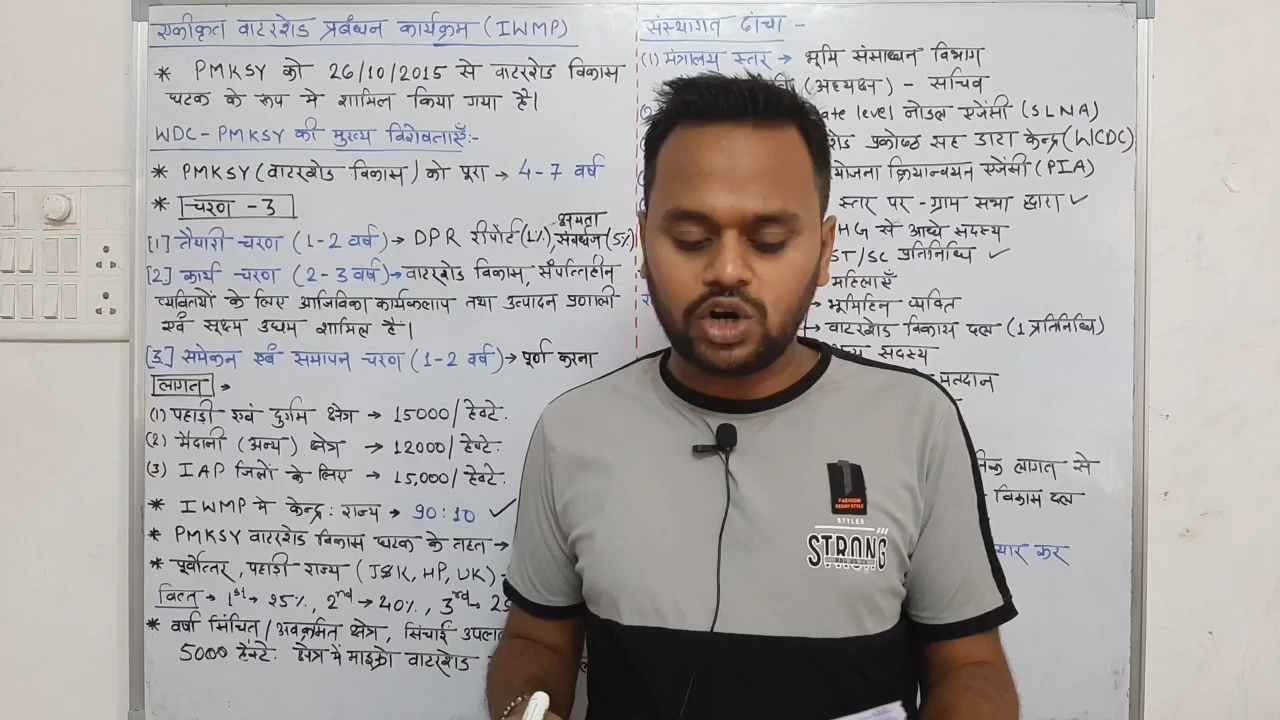 एकीकृत वाटरशेड प्रबंधन कार्यक्रम (IWMP)
* PMKSY को 26/10/2015 से वाटरशेड विकास
घटक के रूप में शामिल किया गया है।
WDC-PMKSY की मुख्य विशेषताएँ:-
* PMKSY (वाटरशेड विकास) को पूरा → 4-7 वर्ष
* चरण -3
[1] तैयारी चरण (1-2 वर्ष) → DPR रीपोर्ट (1%), क्षमता संवर्धन (5%)
[2] कार्य चरण (2-3 वर्ष) → वाटरशेड विकास, संपत्तिहीन
व्यक्तियों के लिए आजिविका कार्यकलाप तथा उत्पादन प्रणाली
एवं सूक्ष्म उद्यम शामिल है।
[3] समेकन एवं समापन चरण (1-2 वर्ष) → पूर्ण करना
लागत →
(1) पहाड़ी एवं दुर्गम क्षेत्र → 15000/हेक्टे.
(2) मैदानी (अन्य) क्षेत्र → 12000/हेक्टे.
(3) IAP जिलों के लिए → 15,000/हेक्टे.
* IWMP में केन्द्र : राज्य → 90:10 ✓
* PMKSY वाटरशेड विकास घटक के तहत →
* पूर्वोत्तर, पहाड़ी राज्य (J&K, HP, UK) -
वित्त → 1st → 25%, 2nd → 40%, 3rd →
* वर्षा सिंचित/अवक्रमित क्षेत्र, सिंचाई
5000 हेक्टे. क्षेत्र में माइक्रो वाटरशेड
संस्थागत ढांचा -
(1) मंत्रालय स्तर → भूमि संसाधन विभाग
(अध्यक्ष) - सचिव
level नोडल एजेंसी (SLNA)
प्रकोष्ठ सह डाटा केन्द्र (WCDC)
क्रियान्वयन एजेंसी (PIA)
स्तर पर - ग्राम सभा द्वारा ✓
से आधे सदस्य
ST/SC प्रतिनिधि ✓
महिलाएँ
भूमिहिन व्यक्ति
→ वाटरशेड विकास दल (1 प्रतिनिधि)
सदस्य
मतदान
लागत से
विकास दल
कर
FASHION
DENIM STYLE
STYLES
STRONG